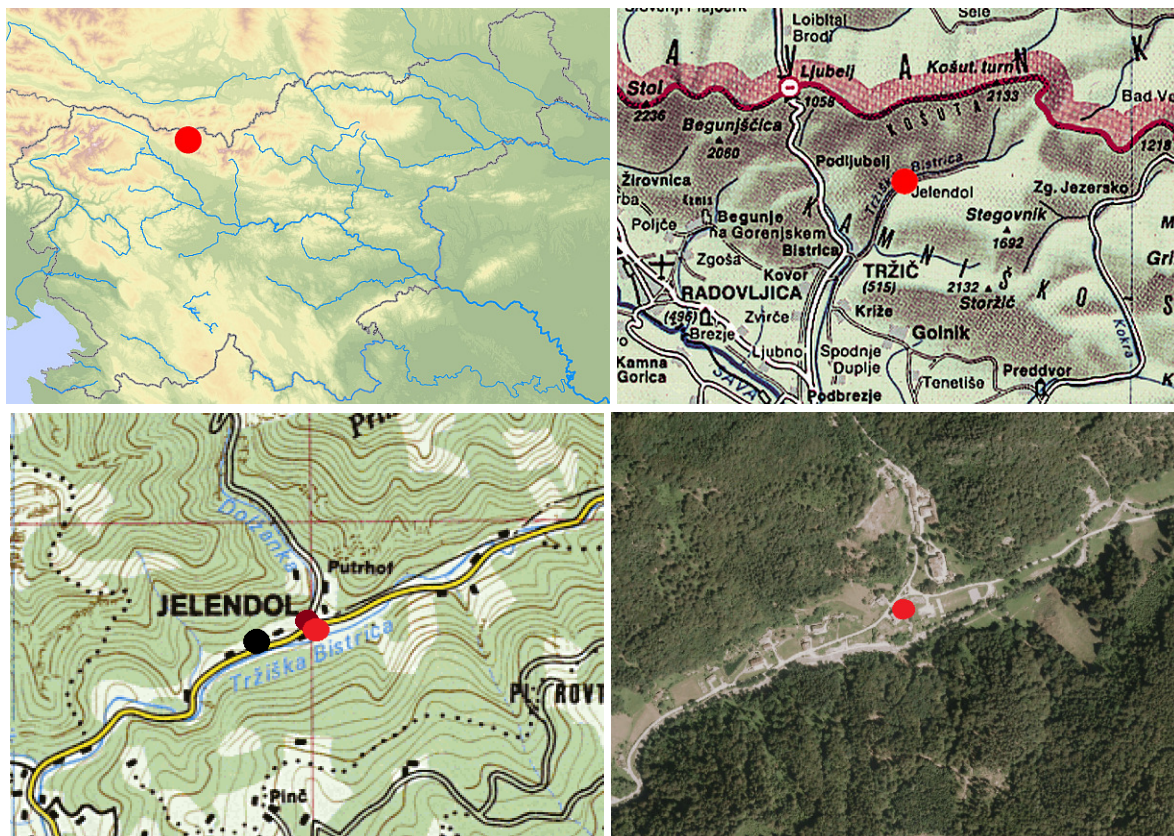 Loibltal
Sele
Brodi
A V A N K
Ljubelj
Košut. turn
Stol
1058
2133
Bad
2236
KOŠUTA
Begunjščica
2060
1218
Podljubelj
Bistrica
Žirovnica
Jelendol
Zg. Jezersko
Begunje
Stegovnik
Poljče
na Gorenjskem
K A M N I Š K O
Bistrica
1692
Zgoša
TRŽIČ
Kovor
(515)
2132
Storžič
RADOVLJICA
Križe
(496)
Brezje
Zvirče
Golnik
Kokra
Ljubno
Spodnje
Duplje
Kamna
Gorica
SAVA
Tenetiše
Preddvor
Podbrezje
Dolžanka
Putrhof
JELENDOL
Tržiška Bistrica
PL. ROVT
Pinč